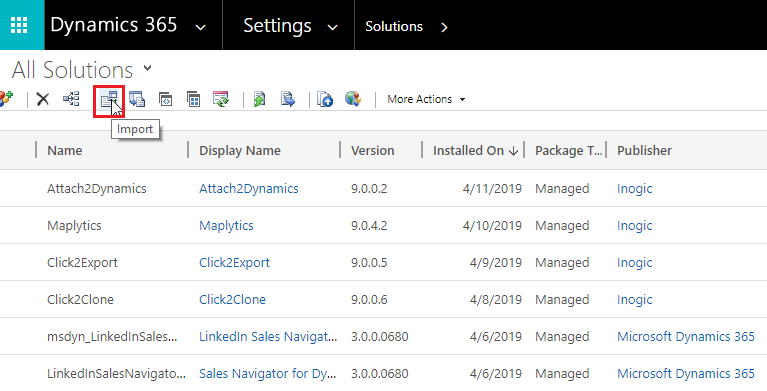 Dynamics 365 Settings Solutions
All Solutions
More Actions
Import
Name Display Name Version Installed On Package T... Publisher
Attach2Dynamics Attach2Dynamics 9.0.0.2 4/11/2019 Managed Inogic
Maplytics Maplytics 9.0.4.2 4/10/2019 Managed Inogic
Click2Export Click2Export 9.0.0.5 4/9/2019 Managed Inogic
Click2Clone Click2Clone 9.0.0.6 4/8/2019 Managed Inogic
msdyn_LinkedInSales... LinkedIn Sales Navigat... 3.0.0.0680 4/6/2019 Managed Microsoft Dynamics 365
LinkedInSalesNavigato... Sales Navigator for Dy... 3.0.0.0680 4/6/2019 Managed Microsoft Dynamics 365